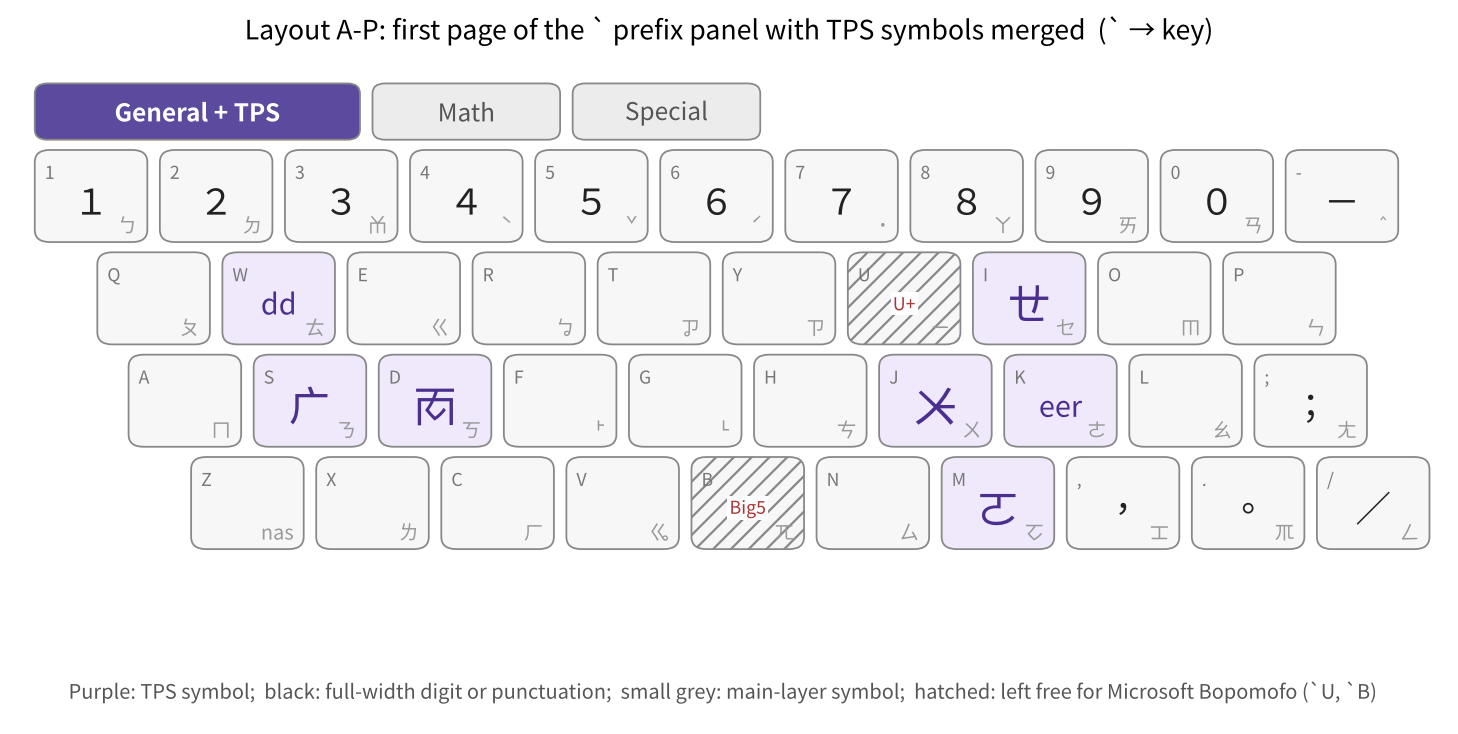 Layout A-P: first page of the ` prefix panel with TPS symbols merged (` → key)
General + TPS Math Special
1 1 ㄅ 2 2 ㄉ 3 3 4 4 ˋ 5 5 ˇ 6 6 ˊ 7 7 ˙ 8 8 ㄚ 9 9 ㄞ 0 0 ㄢ - － ˆ
Q ㄆ W dd ㄊ E ㄍ R ㆠ T ㆡ Y ㄗ U U+ ㄧ I ㄝ セ O ㆬ P ㄣ
A ㄇ S 广 ㄋ D ㄎ F ㆵ G ㆶ H ㄘ J ㄨ K eer ㄜ L ㄠ ; ； ㄤ
Z nas X ㄌ C ㄏ V ㆣ B Big5 ㄫ N ㄙ M , ， ㆲ . 。 / ／ ㄥ
Purple: TPS symbol; black: full-width digit or punctuation; small grey: main-layer symbol; hatched: left free for Microsoft Bopomofo (`U, `B)